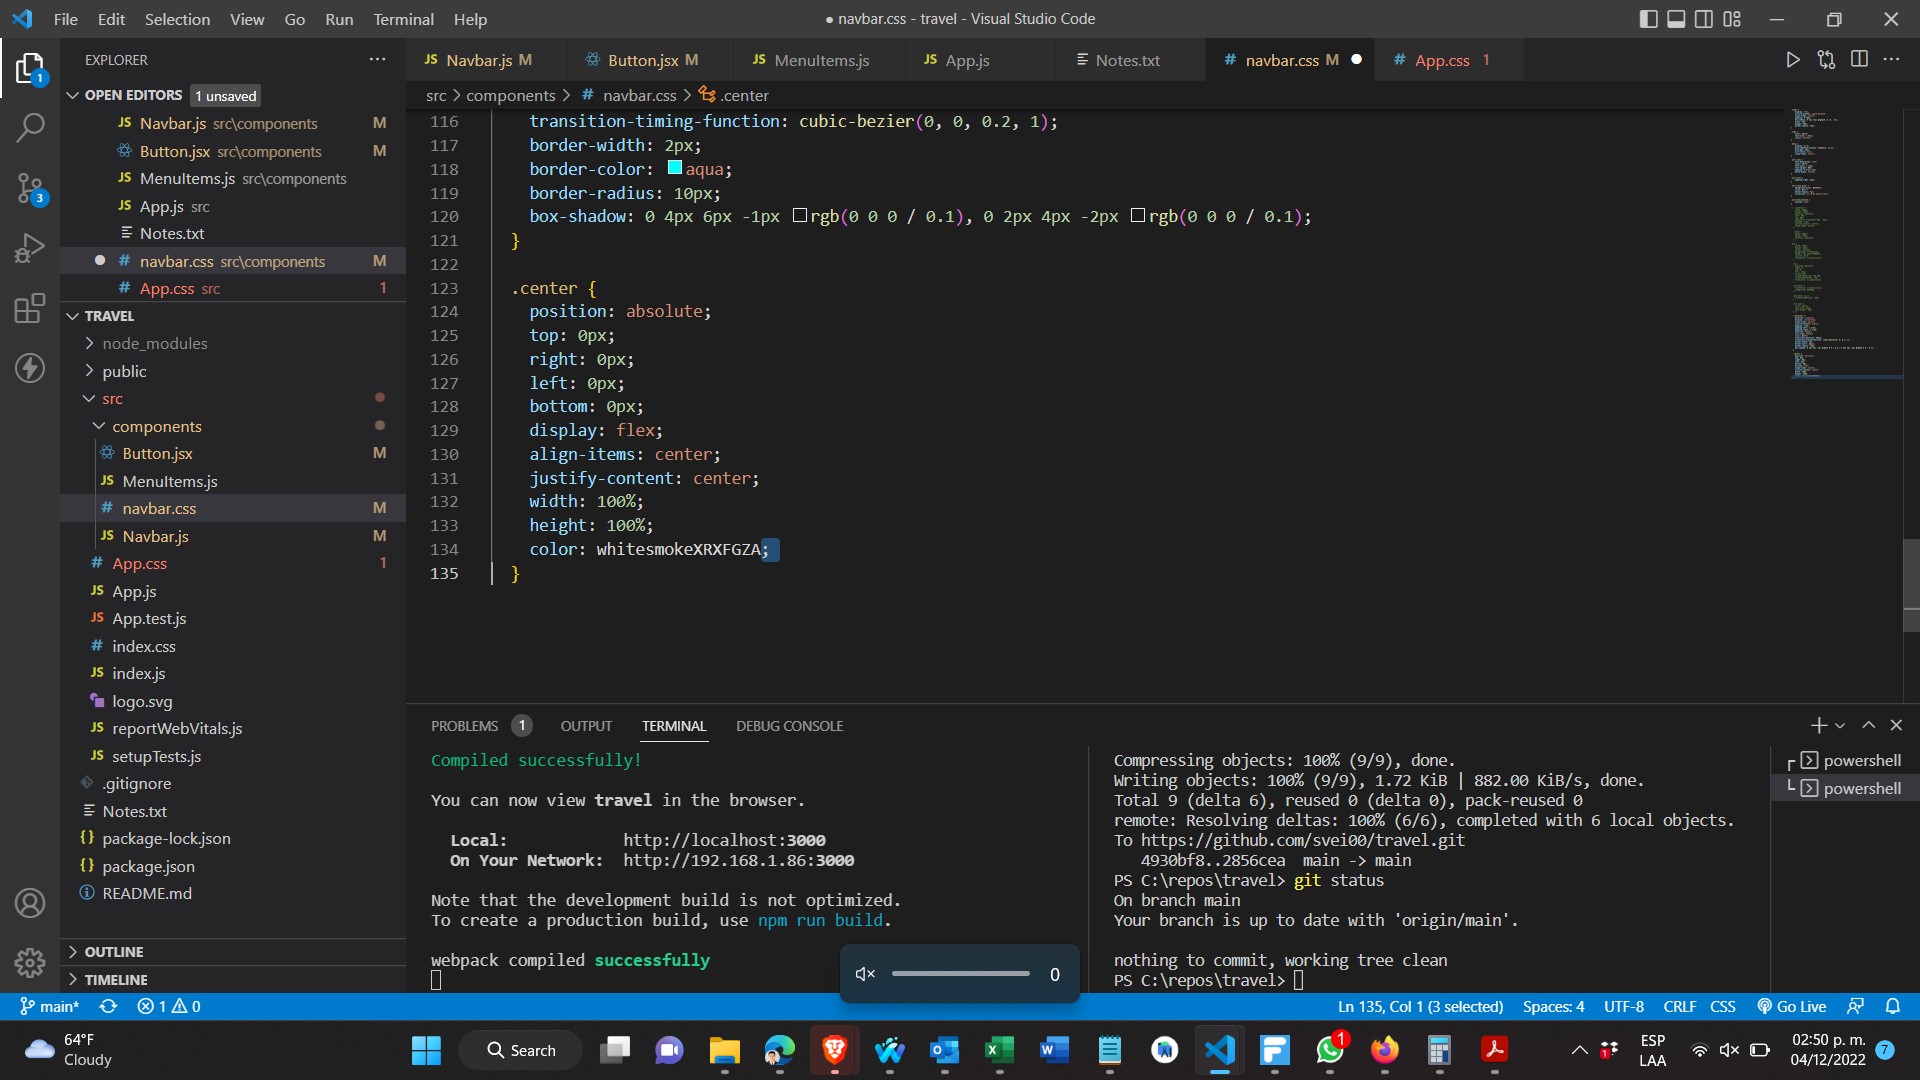 File Edit Selection View Go Run Terminal Help
● navbar.css - travel - Visual Studio Code
EXPLORER
OPEN EDITORS 1 unsaved
JS Navbar.js src\components M
Button.jsx src\components M
JS MenuItems.js src\components
JS App.js src
Notes.txt
# navbar.css src\components M
# App.css src 1
TRAVEL
node_modules
public
src
components
Button.jsx M
JS MenuItems.js
# navbar.css M
JS Navbar.js M
# App.css 1
JS App.js
JS App.test.js
# index.css
JS index.js
logo.svg
JS reportWebVitals.js
JS setupTests.js
.gitignore
Notes.txt
{} package-lock.json
{} package.json
README.md
OUTLINE
TIMELINE
1
3
JS Navbar.js M
Button.jsx M
JS MenuItems.js
JS App.js
Notes.txt
# navbar.css M ●
# App.css 1
src > components > # navbar.css > .center
116 transition-timing-function: cubic-bezier(0, 0, 0.2, 1);
117 border-width: 2px;
118 border-color: aqua;
119 border-radius: 10px;
120 box-shadow: 0 4px 6px -1px rgb(0 0 0 / 0.1), 0 2px 4px -2px rgb(0 0 0 / 0.1);
121 }
122
123 .center {
124 position: absolute;
125 top: 0px;
126 right: 0px;
127 left: 0px;
128 bottom: 0px;
129 display: flex;
130 align-items: center;
131 justify-content: center;
132 width: 100%;
133 height: 100%;
134 color: whitesmokeXRXFGZA;
135 }
PROBLEMS 1 OUTPUT TERMINAL DEBUG CONSOLE
Compiled successfully!
You can now view travel in the browser.
Local: http://localhost:3000
On Your Network: http://192.168.1.86:3000
Note that the development build is not optimized.
To create a production build, use npm run build.
webpack compiled successfully
Compressing objects: 100% (9/9), done.
Writing objects: 100% (9/9), 1.72 KiB | 882.00 KiB/s, done.
Total 9 (delta 6), reused 0 (delta 0), pack-reused 0
remote: Resolving deltas: 100% (6/6), completed with 6 local objects.
To https://github.com/svei00/travel.git
4930bf8..2856cea main -> main
PS C:\repos\travel> git status
On branch main
Your branch is up to date with 'origin/main'.
nothing to commit, working tree clean
PS C:\repos\travel>
powershell
powershell
0
main* 1 0
Ln 135, Col 1 (3 selected) Spaces: 4 UTF-8 CRLF CSS Go Live
64°F
Cloudy
Search
1
1
ESP
LAA
02:50 p. m.
04/12/2022
7